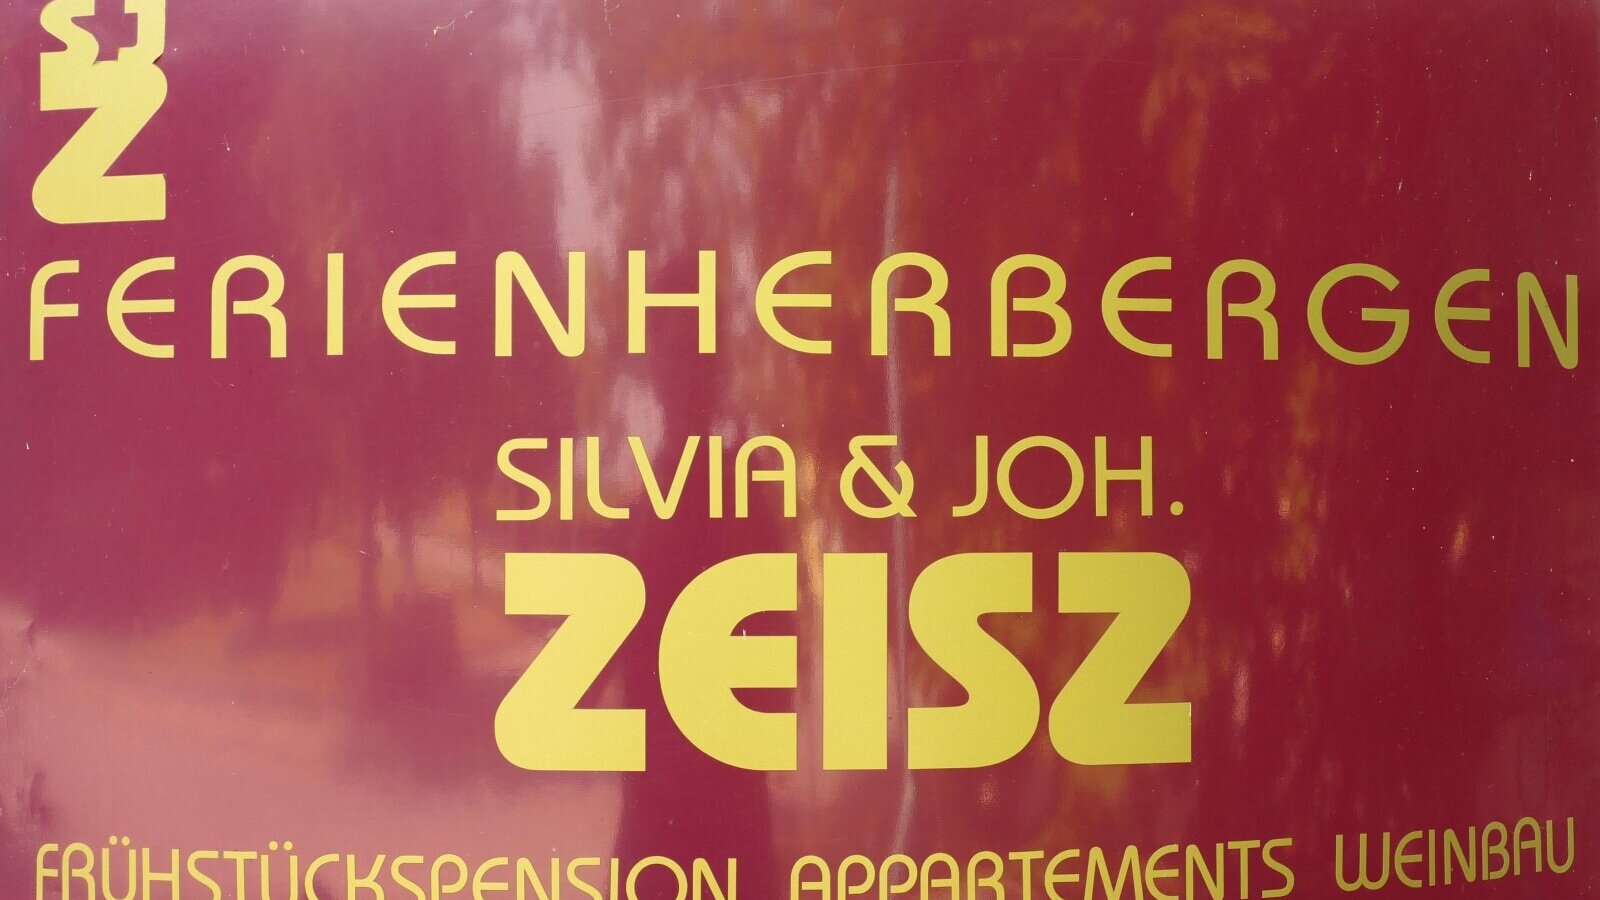 FERIENHERBERGEN
SILVIA & JOH.
ZEISZ
FRÜHSTÜCKSPENSION APPARTEMENTS WEINBAU